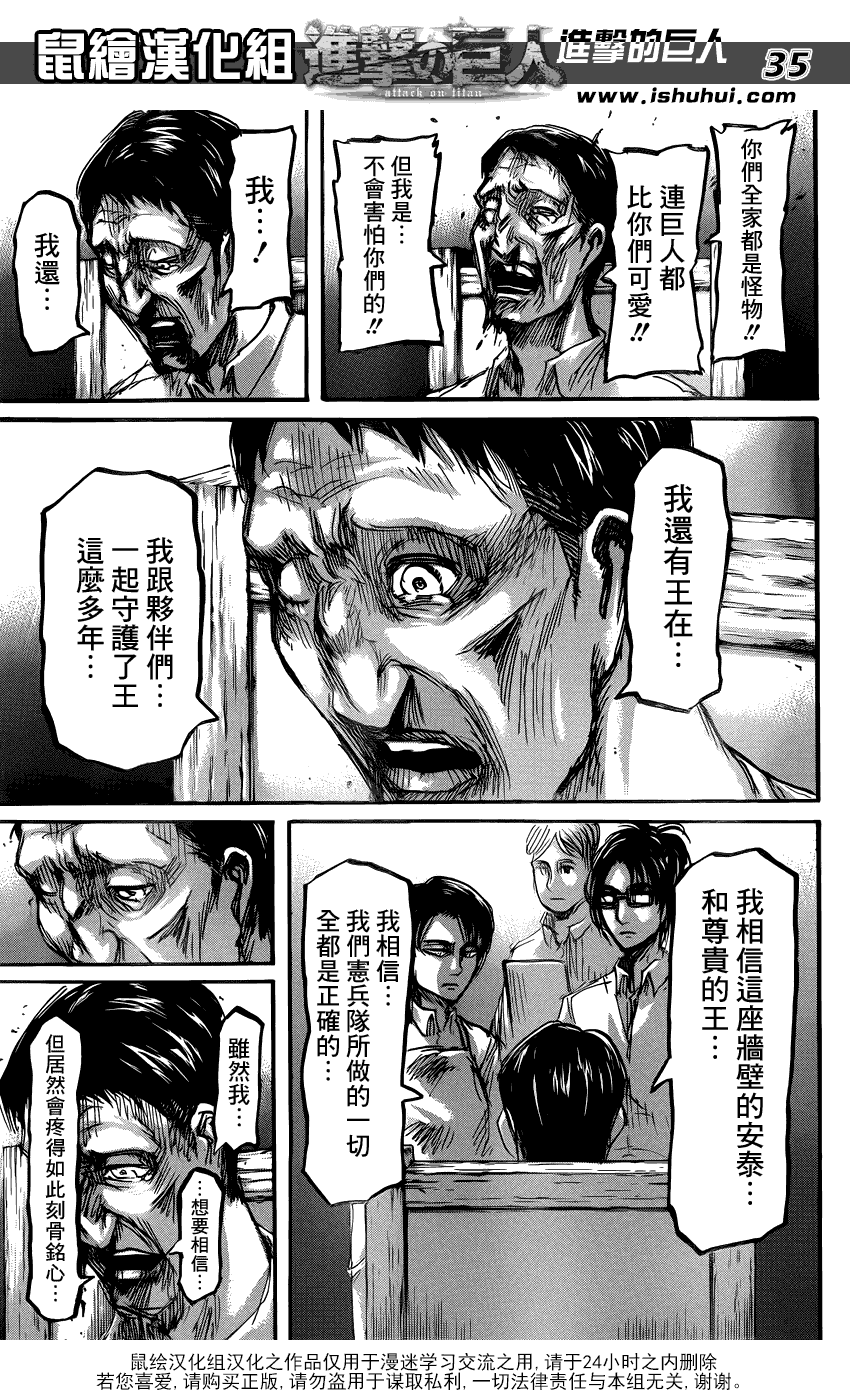 鼠繪漢化組
進撃の巨人
attack on titan
進擊的巨人
www.ishuhui.com
35
你們全家都是怪物!!
連巨人都
比你們可愛!!
但我是…
不會害怕你們的!!
我…!
我還…
我還有王在…
我跟夥伴們…
一起守護了王
這麼多年…
我相信這座牆壁的安泰…
和尊貴的王…
我相信…
我們憲兵隊所做的一切
全都是正確的…
雖然我…
…想要相信…
但居然會疼得如此刻骨銘心…
鼠绘汉化组汉化之作品仅用于漫迷学习交流之用, 请于24小时之内删除
若您喜爱, 请购买正版, 请勿用于谋取私利, 一切法律责任与本组无关, 谢谢.